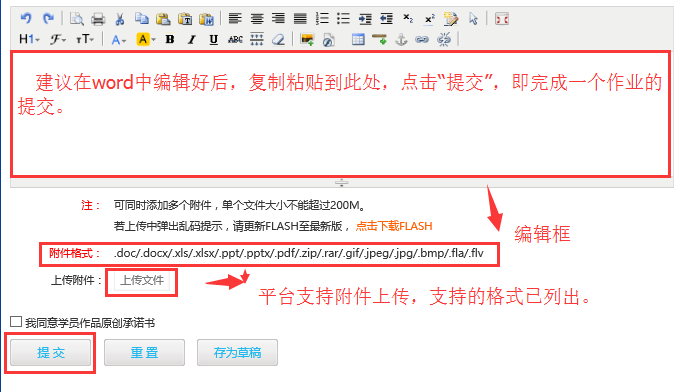 H1 F TT A A B I U ABC
建议在word中编辑好后，复制粘贴到此处，点击“提交”，即完成一个作业的
提交。
注： 可同时添加多个附件，单个文件大小不能超过200M。
若上传中弹出乱码提示，请更新FLASH至最新版， 点击下载FLASH
编辑框
附件格式： .doc/.docx/.xls/.xlsx/.ppt/.pptx/.pdf/.zip/.rar/.gif/.jpeg/.jpg/.bmp/.fla/.flv
上传附件： 上传文件
平台支持附件上传，支持的格式已列出。
我同意学员作品原创承诺书
提 交 重 置 存为草稿